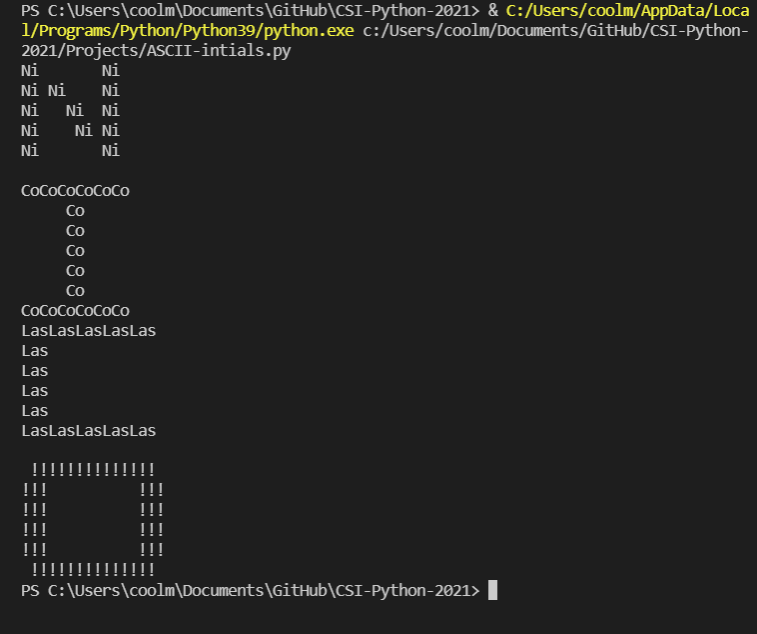 PS C:\Users\coolm\Documents\GitHub\CSI-Python-2021> & C:/Users/coolm/AppData/Loca
l/Programs/Python/Python39/python.exe c:/Users/coolm/Documents/GitHub/CSI-Python-
2021/Projects/ASCII-intials.py
Ni       Ni
Ni Ni    Ni
Ni   Ni  Ni
Ni    Ni Ni
Ni       Ni

CoCoCoCoCoCo
     Co
     Co
     Co
     Co
     Co
CoCoCoCoCoCo
LasLasLasLasLas
Las
Las
Las
Las
LasLasLasLasLas

 !!!!!!!!!!!!!!
!!!          !!!
!!!          !!!
!!!          !!!
!!!          !!!
 !!!!!!!!!!!!!!
PS C:\Users\coolm\Documents\GitHub\CSI-Python-2021>